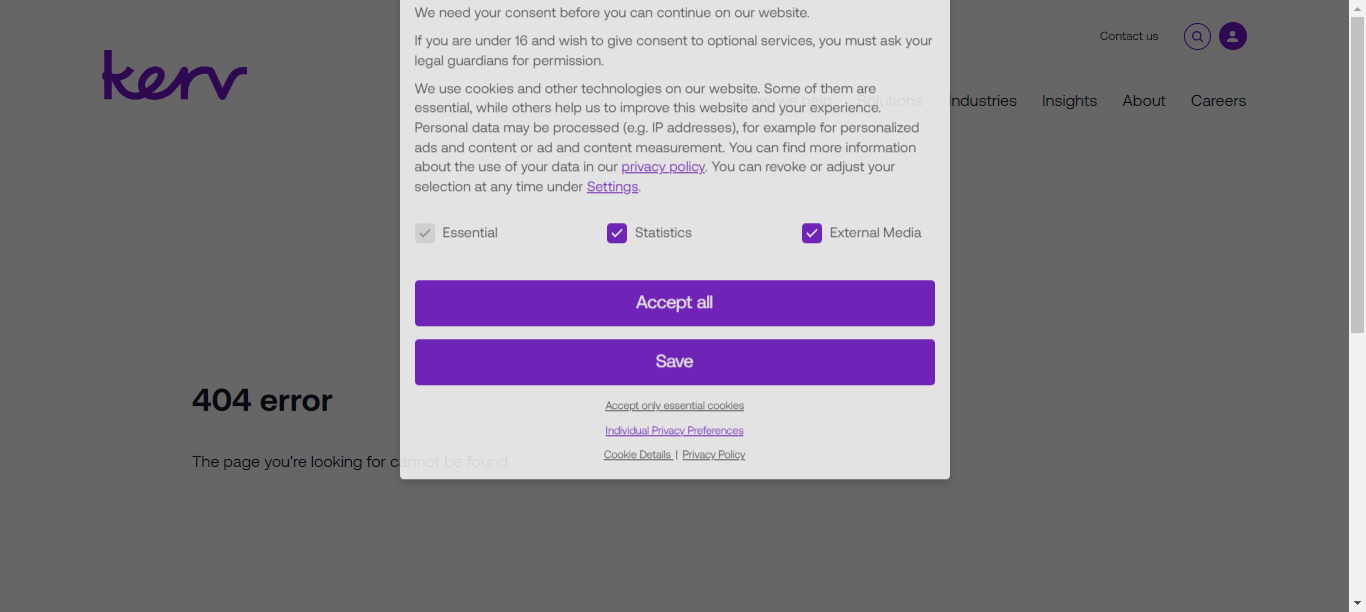 We need your consent before you can continue on our website.
If you are under 16 and wish to give consent to optional services, you must ask your
legal guardians for permission.
We use cookies and other technologies on our website. Some of them are
essential, while others help us to improve this website and your experience.
Personal data may be processed (e.g. IP addresses), for example for personalized
ads and content or ad and content measurement. You can find more information
about the use of your data in our privacy policy. You can revoke or adjust your
selection at any time under Settings.
Essential
Statistics
External Media
Accept all
Save
Accept only essential cookies
Individual Privacy Preferences
Cookie Details | Privacy Policy
kerv
Contact us
How we help
Solutions
Industries
Insights
About
Careers
404 error
The page you're looking for cannot be found.